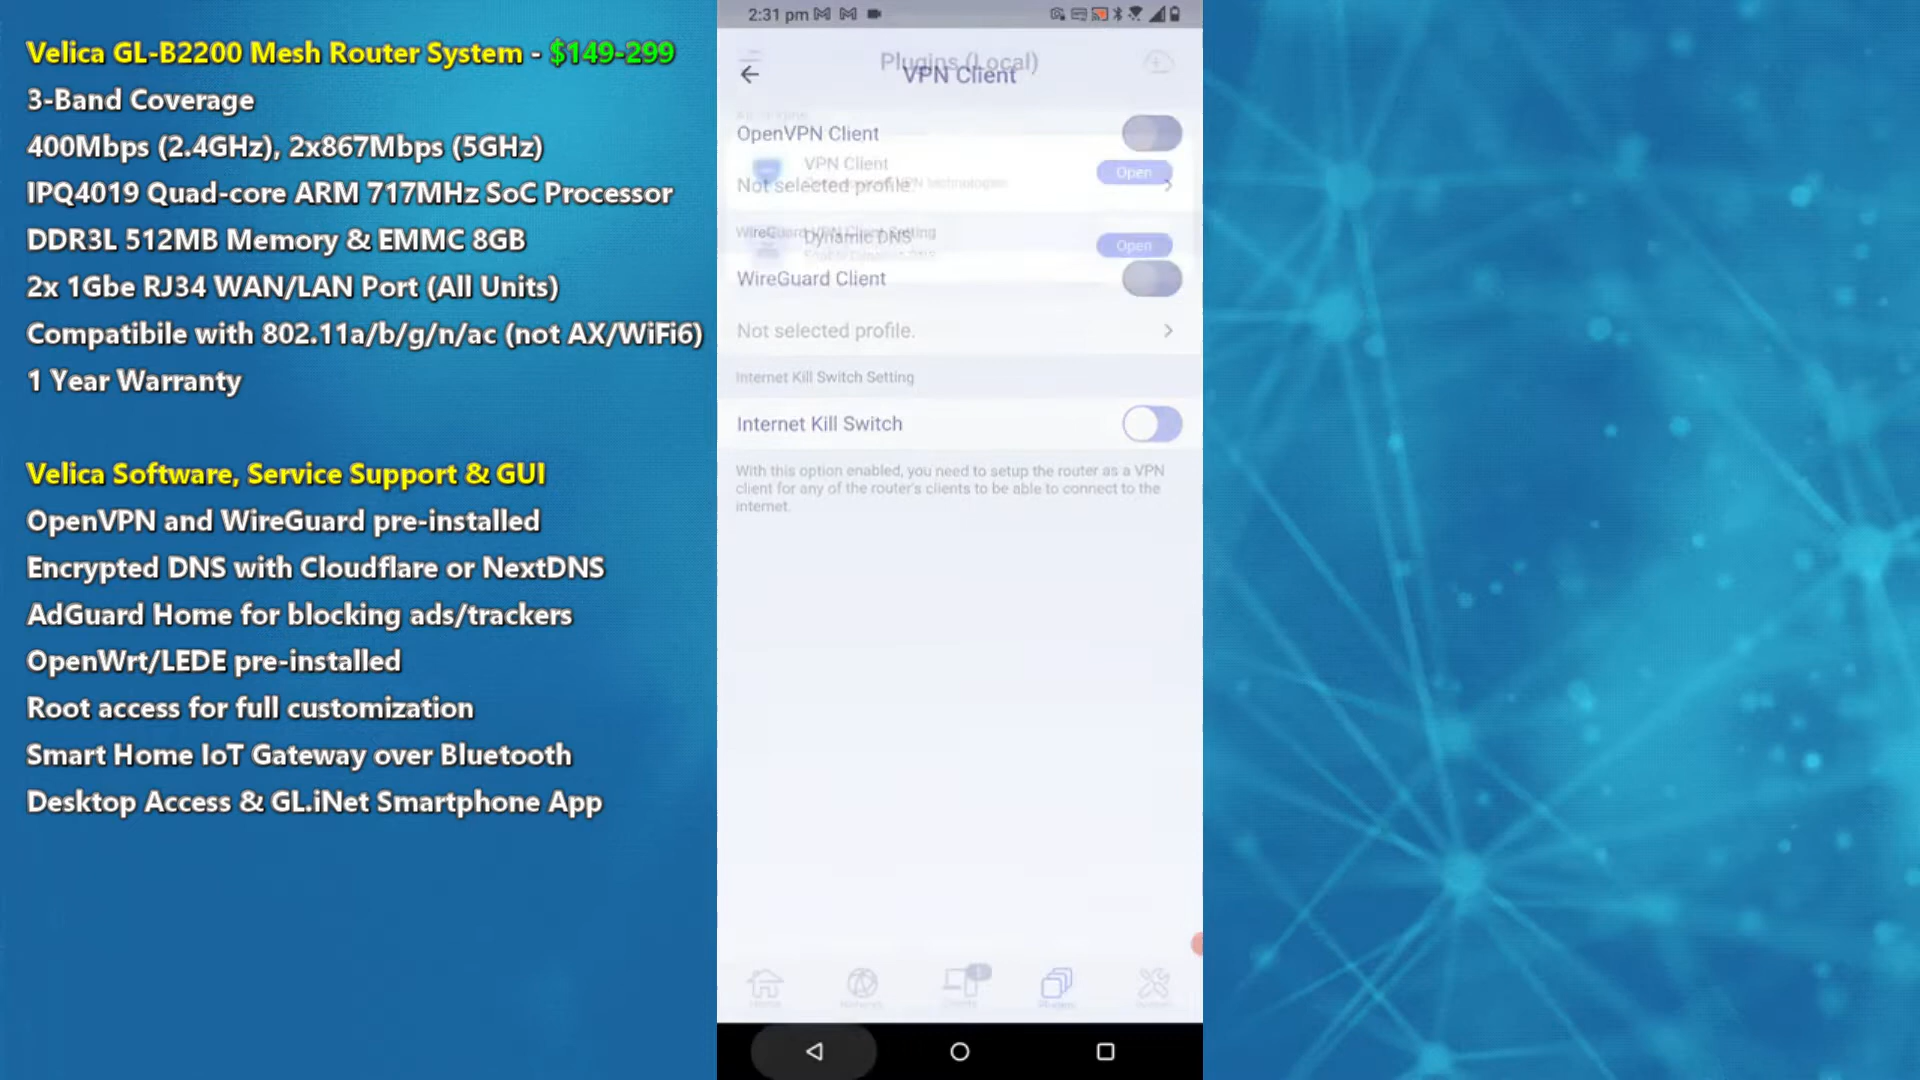 Velica GL-B2200 Mesh Router System - $149-299
3-Band Coverage
400Mbps (2.4GHz), 2x867Mbps (5GHz)
IPQ4019 Quad-core ARM 717MHz SoC Processor
DDR3L 512MB Memory & EMMC 8GB
2x 1Gbe RJ34 WAN/LAN Port (All Units)
Compatibile with 802.11a/b/g/n/ac (not AX/WiFi6)
1 Year Warranty
Velica Software, Service Support & GUI
OpenVPN and WireGuard pre-installed
Encrypted DNS with Cloudflare or NextDNS
AdGuard Home for blocking ads/trackers
OpenWrt/LEDE pre-installed
Root access for full customization
Smart Home IoT Gateway over Bluetooth
Desktop Access & GL.iNet Smartphone App
2:31 pm
Plugins (Local)
VPN Client
OpenVPN Client
VPN Client
Open
Not selected profile.
WireGuard VPN Client Setting
Dynamic DNS
Open
WireGuard Client
Not selected profile.
Internet Kill Switch Setting
Internet Kill Switch
With this option enabled, you need to setup the router as a VPN
client for any of the router's clients to be able to connect to the
internet.